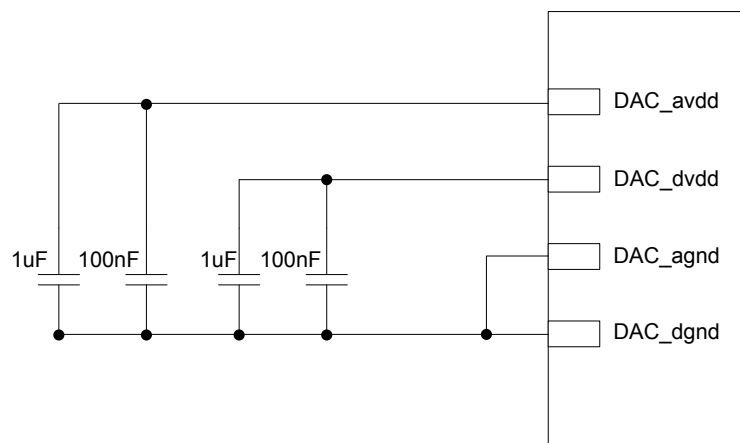 DAC_avdd
DAC_dvdd
1uF 100nF 1uF 100nF DAC_agnd
DAC_dgnd